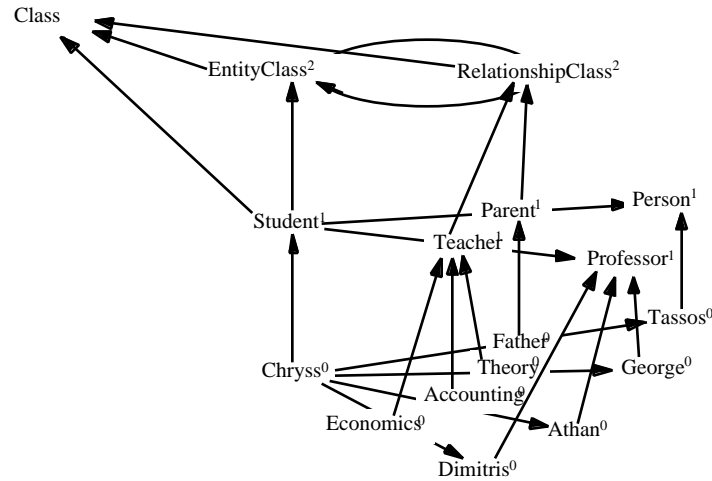 Class
EntityClass²
RelationshipClass²
Student¹
Parent¹
Person¹
Teacher¹
Professor¹
Tassos⁰
Father⁰
Chryss⁰
Theory⁰
George⁰
Accounting⁰
Economics⁰
Athan⁰
Dimitris⁰